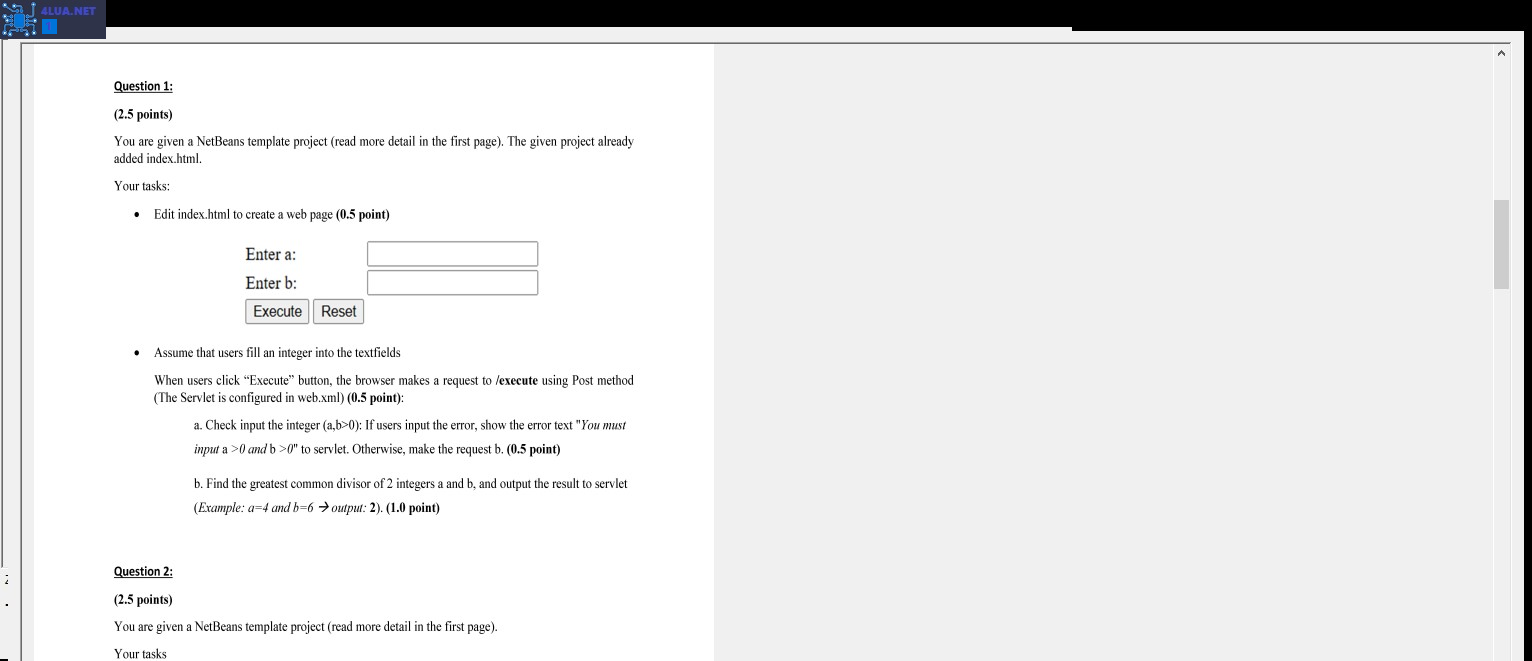 4LUA.NET
Question 1:
(2.5 points)
You are given a NetBeans template project (read more detail in the first page). The given project already
added index.html.
Your tasks:
• Edit index.html to create a web page (0.5 point)
Enter a:
Enter b:
Execute Reset
• Assume that users fill an integer into the textfields
When users click “Execute” button, the browser makes a request to /execute using Post method
(The Servlet is configured in web.xml) (0.5 point):
a. Check input the integer (a,b>0): If users input the error, show the error text "You must
input a >0 and b >0" to servlet. Otherwise, make the request b. (0.5 point)
b. Find the greatest common divisor of 2 integers a and b, and output the result to servlet
(Example: a=4 and b=6 → output: 2). (1.0 point)
Question 2:
(2.5 points)
You are given a NetBeans template project (read more detail in the first page).
Your tasks